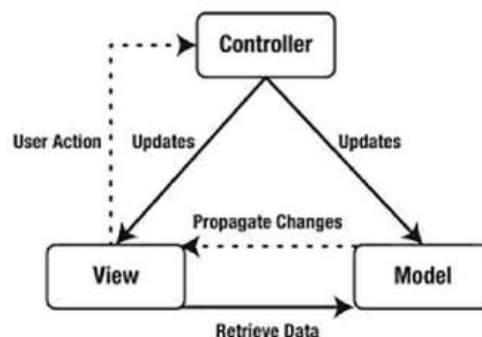 Controller
User Action
Updates
Updates
Propagate Changes
View
Model
Retrieve Data